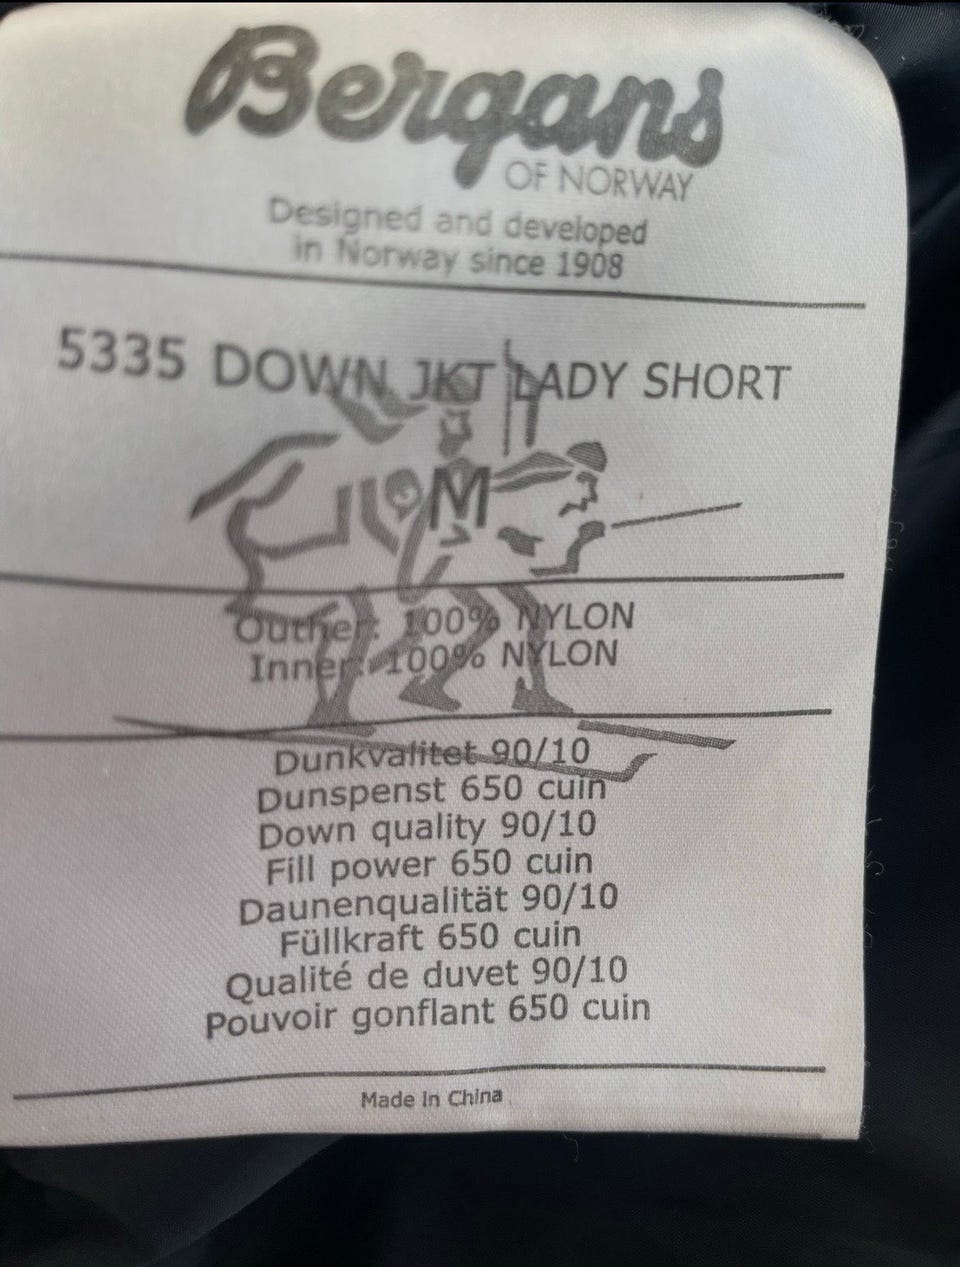 Bergans
OF NORWAY
Designed and developed
in Norway since 1908
5335 DOWN JKT LADY SHORT
M
Outher: 100% NYLON
Inner: 100% NYLON
Dunkvalitet 90/10
Dunspenst 650 cuin
Down quality 90/10
Fill power 650 cuin
Daunenqualität 90/10
Füllkraft 650 cuin
Qualité de duvet 90/10
Pouvoir gonflant 650 cuin
Made In China